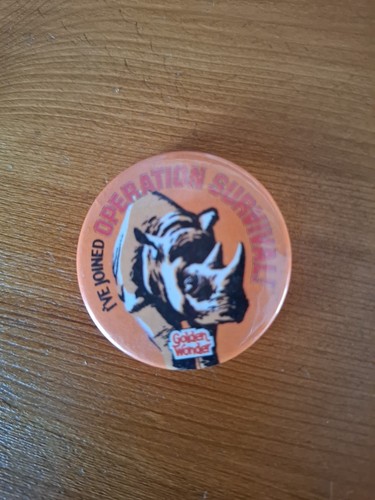 I'VE JOINED OPERATION SURVIVAL!
Golden
Wonder